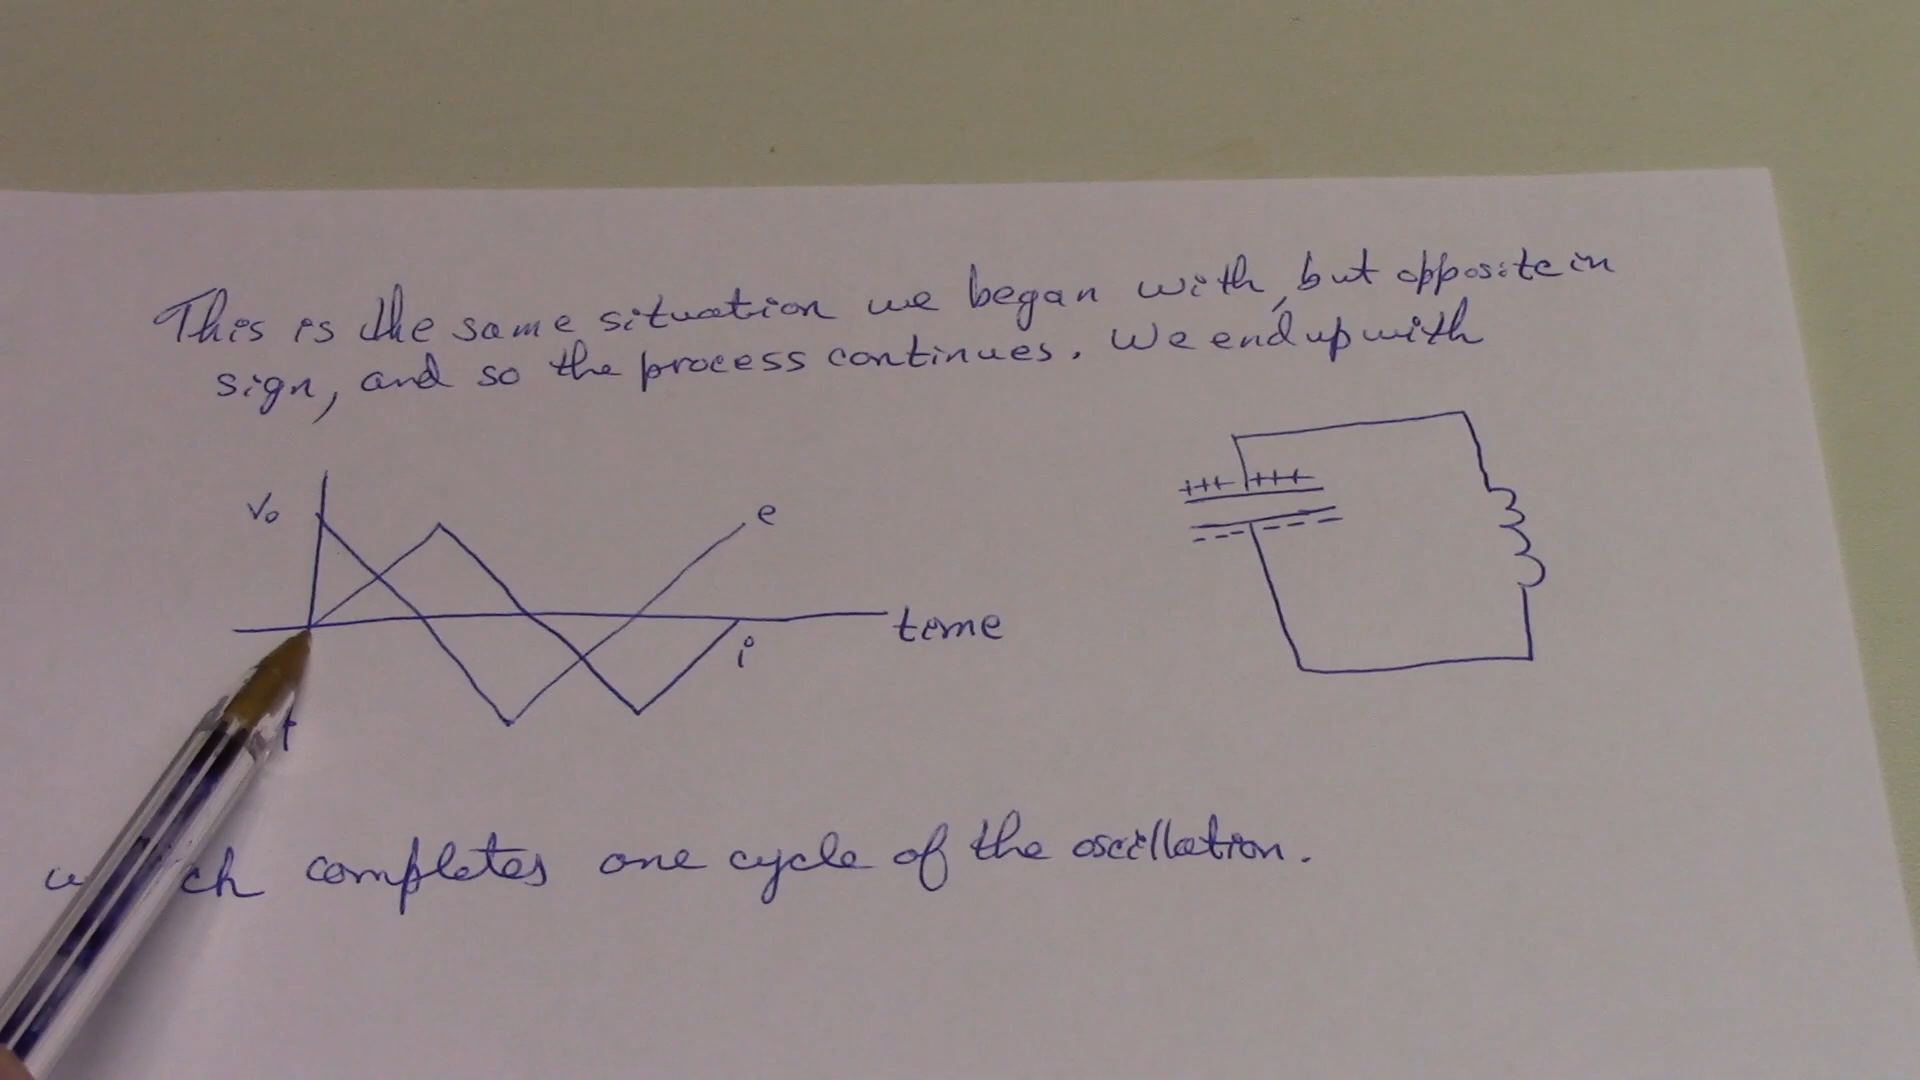 This is the same situation we began with, but opposite in
sign, and so the process continues. We end up with
V₀
e
+++ +++
time
i
completes one cycle of the oscillation.